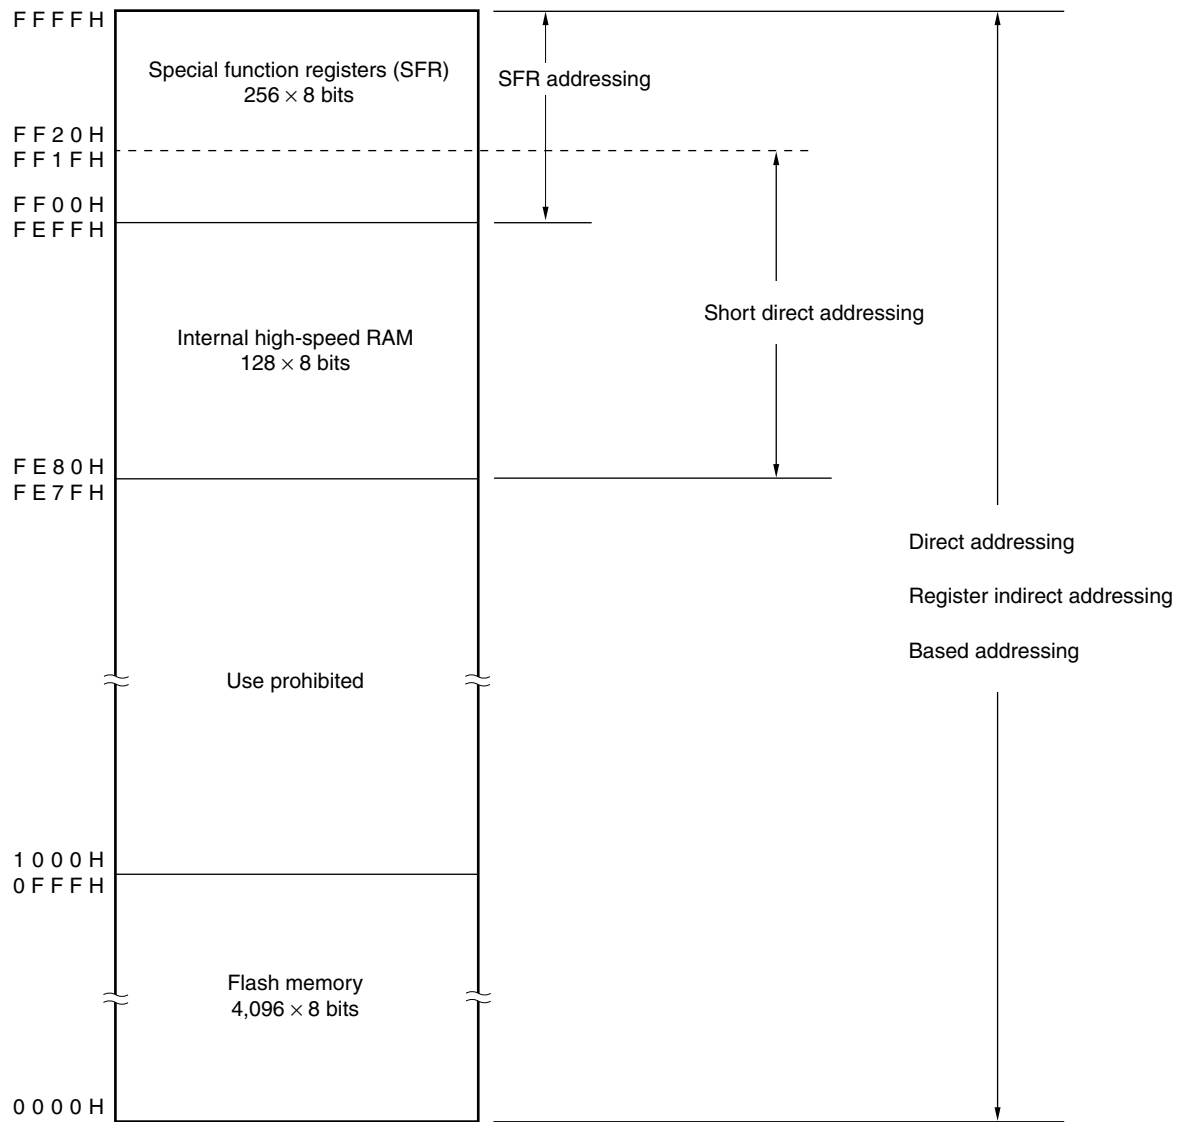 FFFFH
Special function registers (SFR)
256 × 8 bits
SFR addressing
FF20H
FF1FH
FF00H
FEFFH
Internal high-speed RAM
128 × 8 bits
Short direct addressing
FE80H
FE7FH
Direct addressing
Register indirect addressing
Based addressing
Use prohibited
1000H
0FFFH
Flash memory
4,096 × 8 bits
0000H